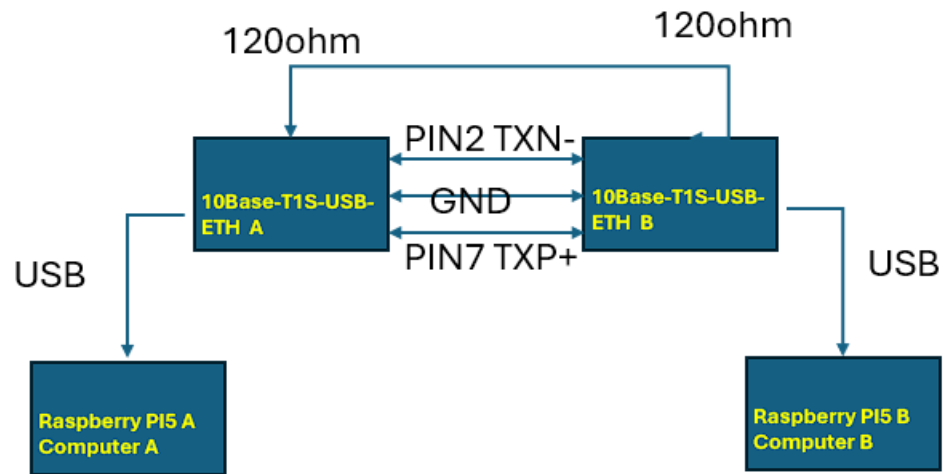 120ohm
120ohm
PIN2 TXN-
10Base-T1S-USB-
ETH A
GND
10Base-T1S-USB-
ETH B
PIN7 TXP+
USB
USB
Raspberry PI5 A
Computer A
Raspberry PI5 B
Computer B